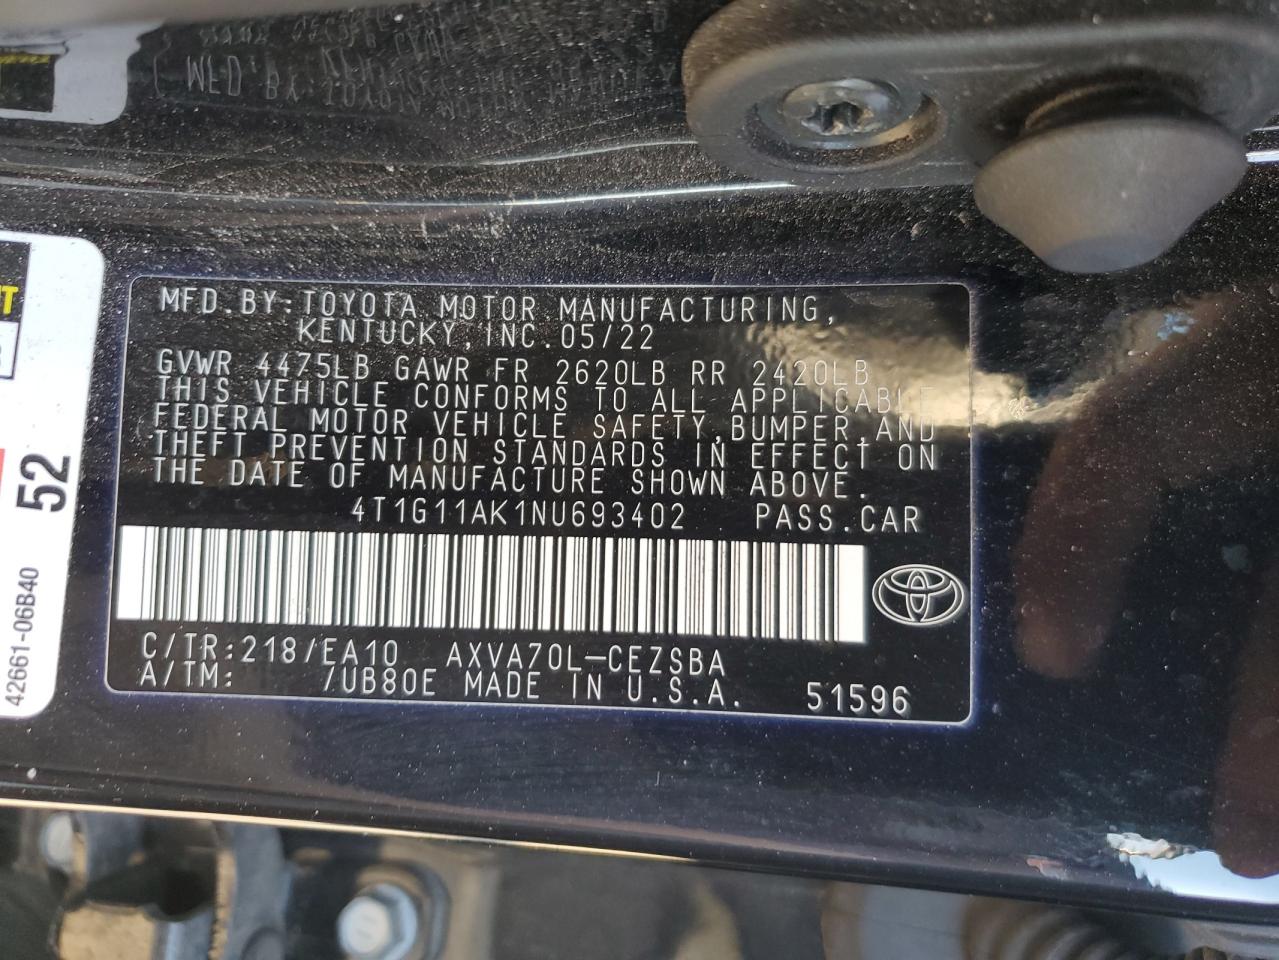 MFD.BY:TOYOTA MOTOR MANUFACTURING,
KENTUCKY,INC.05/22
GVWR 4475LB GAWR FR 2620LB RR 2420LB
THIS VEHICLE CONFORMS TO ALL APPLICABLE
FEDERAL MOTOR VEHICLE SAFETY,BUMPER,AND
THEFT PREVENTION STANDARDS IN EFFECT ON
THE DATE OF MANUFACTURE SHOWN ABOVE.
4T1G11AK1NU693402 PASS.CAR
C/TR:218/EA10 AXVA70L-CEZSBA
A/TM: /UB80E MADE IN U.S.A. 51596
52
42661-06B40